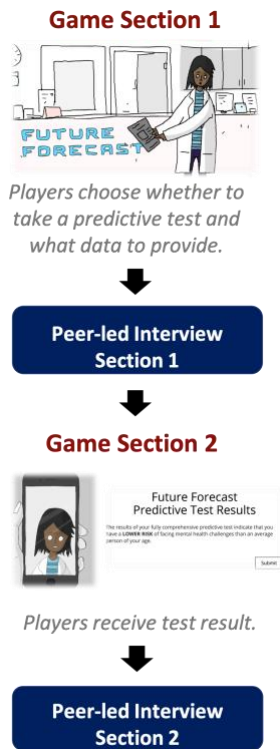 Game Section 1
FUTURE
FORECAST
Players choose whether to
take a predictive test and
what data to provide.
Peer-led Interview
Section 1
Game Section 2
Future Forecast
Predictive Test Results
The results of your fully comprehensive predictive test indicate that you
have a LOWER RISK of facing mental health challenges than an average
person of your age.
Submit
Players receive test result.
Peer-led Interview
Section 2